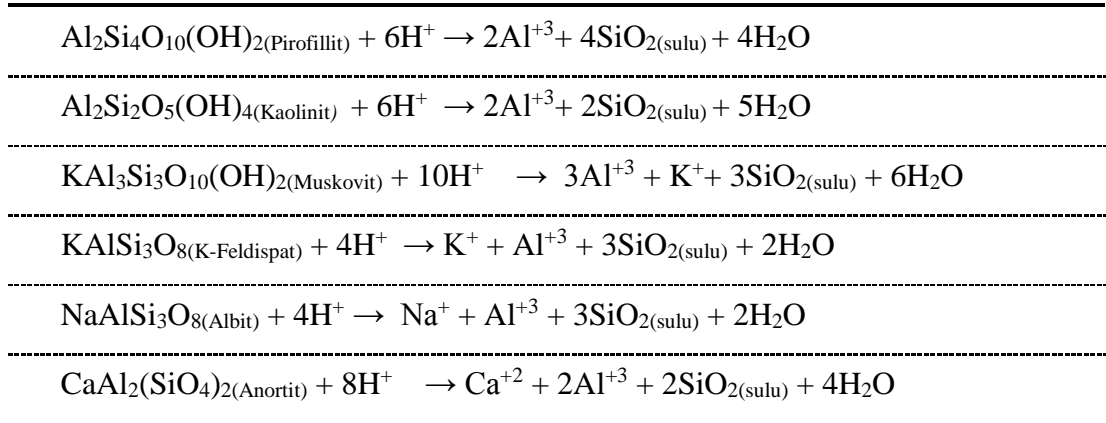 Al₂Si₄O₁₀(OH)₂(Pirofillit) + 6H⁺ → 2Al⁺³+ 4SiO₂(sulu) + 4H₂O
Al₂Si₂O₅(OH)₄(Kaolinit) + 6H⁺ → 2Al⁺³+ 2SiO₂(sulu) + 5H₂O
KAl₃Si₃O₁₀(OH)₂(Muskovit) + 10H⁺ → 3Al⁺³ + K⁺+ 3SiO₂(sulu) + 6H₂O
KAlSi₃O₈(K-Feldispat) + 4H⁺ → K⁺ + Al⁺³ + 3SiO₂(sulu) + 2H₂O
NaAlSi₃O₈(Albit) + 4H⁺ → Na⁺ + Al⁺³ + 3SiO₂(sulu) + 2H₂O
CaAl₂(SiO₄)₂(Anortit) + 8H⁺ → Ca⁺² + 2Al⁺³ + 2SiO₂(sulu) + 4H₂O